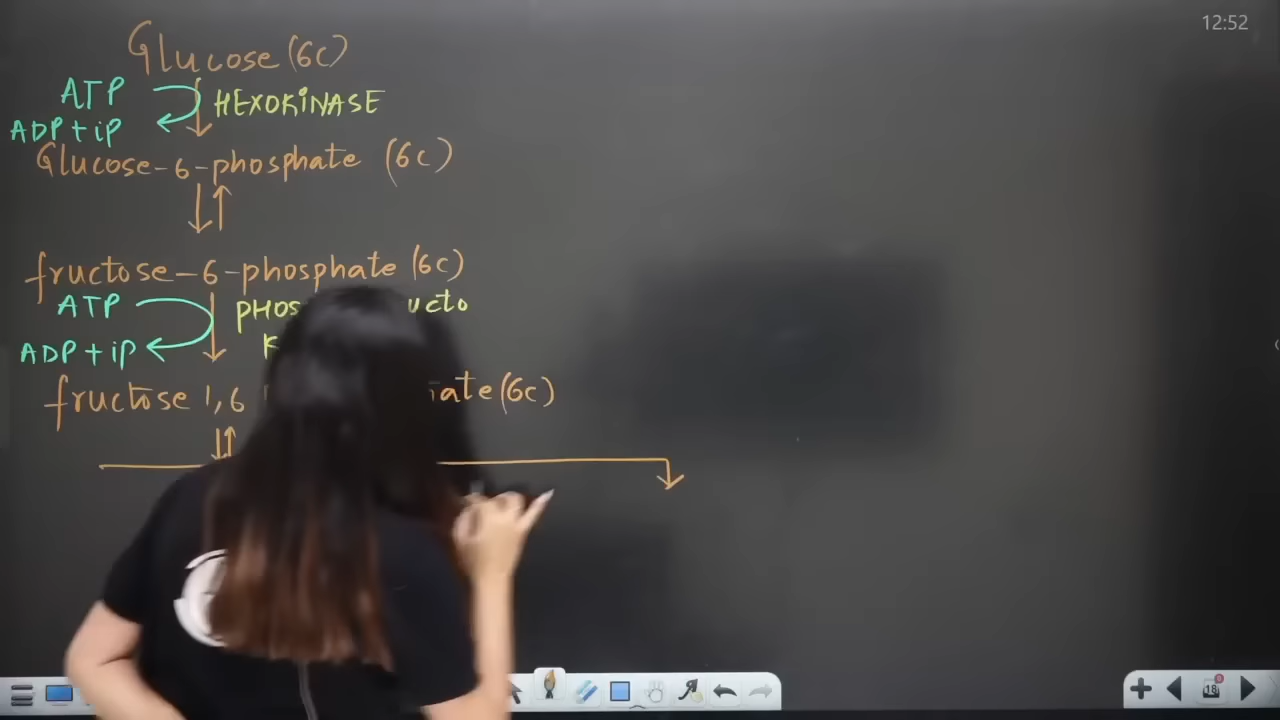 12:52
Glucose (6c)
ATP HEXOKINASE
ADP + iP
Glucose-6-phosphate (6c)
fructose-6-phosphate (6c)
ATP
ADP + iP
fructose 1,6 (6c)
18